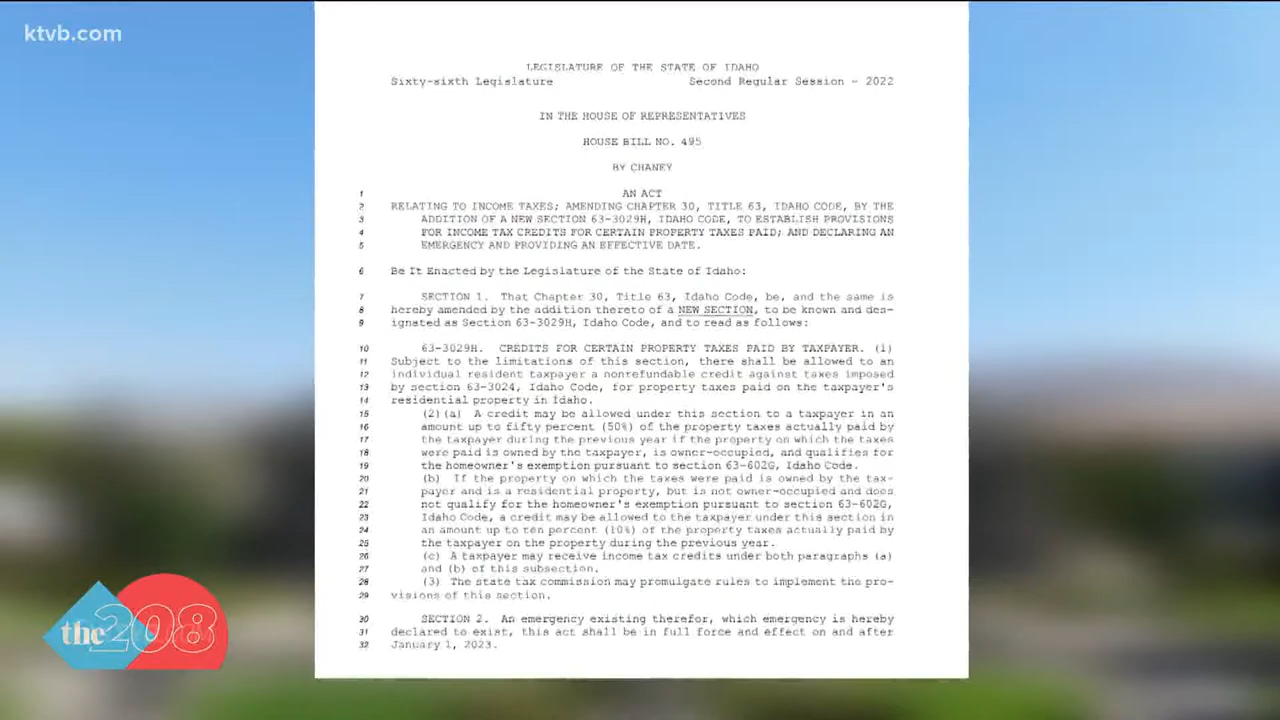 ktvb.com
LEGISLATURE OF THE STATE OF IDAHO
Sixty-sixth Legislature Second Regular Session - 2022
IN THE HOUSE OF REPRESENTATIVES
HOUSE BILL NO. 495
BY CHANEY
1 AN ACT
2 RELATING TO INCOME TAXES; AMENDING CHAPTER 30, TITLE 63, IDAHO CODE, BY THE
3 ADDITION OF A NEW SECTION 63-3029H, IDAHO CODE, TO ESTABLISH PROVISIONS
4 FOR INCOME TAX CREDITS FOR CERTAIN PROPERTY TAXES PAID; AND DECLARING AN
5 EMERGENCY AND PROVIDING AN EFFECTIVE DATE.
6 Be It Enacted by the Legislature of the State of Idaho:
7 SECTION 1. That Chapter 30, Title 63, Idaho Code, be, and the same is
8 hereby amended by the addition thereto of a NEW SECTION, to be known and des-
9 ignated as Section 63-3029H, Idaho Code, and to read as follows:
10 63-3029H. CREDITS FOR CERTAIN PROPERTY TAXES PAID BY TAXPAYER. (1)
11 Subject to the limitations of this section, there shall be allowed to an
12 individual resident taxpayer a nonrefundable credit against taxes imposed
13 by section 63-3024, Idaho Code, for property taxes paid on the taxpayer's
14 residential property in Idaho.
15 (2)(a) A credit may be allowed under this section to a taxpayer in an
16 amount up to fifty percent (50%) of the property taxes actually paid by
17 the taxpayer during the previous year if the property on which the taxes
18 were paid is owned by the taxpayer, is owner-occupied, and qualifies for
19 the homeowner's exemption pursuant to section 63-602G, Idaho Code.
20 (b) If the property on which the taxes were paid is owned by the tax-
21 payer and is a residential property, but is not owner-occupied and does
22 not qualify for the homeowner's exemption pursuant to section 63-602G,
23 Idaho Code, a credit may be allowed to the taxpayer under this section in
24 an amount up to ten percent (10%) of the property taxes actually paid by
25 the taxpayer on the property during the previous year.
26 (c) A taxpayer may receive income tax credits under both paragraphs (a)
27 and (b) of this subsection.
28 (3) The state tax commission may promulgate rules to implement the pro-
29 visions of this section.
30 SECTION 2. An emergency existing therefor, which emergency is hereby
31 declared to exist, this act shall be in full force and effect on and after
32 January 1, 2023.
the 208